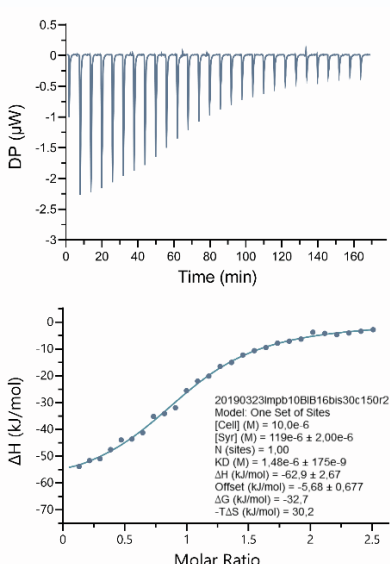 0.5
0
-0.5
-1
-1.5
-2
-2.5
-3
DP (µW)
0 20 40 60 80 100 120 140 160
Time (min)
0
-10
-20
-30
-40
-50
-60
-70
ΔH (kJ/mol)
20190323lmpb10BlB16bis30c150r2
Model: One Set of Sites
[Cell] (M) = 10,0e-6
[Syr] (M) = 119e-6 ± 2,00e-6
N (sites) = 1,00
KD (M) = 1,48e-6 ± 175e-9
ΔH (kJ/mol) = -62,9 ± 2,67
Offset (kJ/mol) = -5,68 ± 0,677
ΔG (kJ/mol) = -32,7
-TΔS (kJ/mol) = 30,2
0 0.5 1 1.5 2 2.5
Molar Ratio